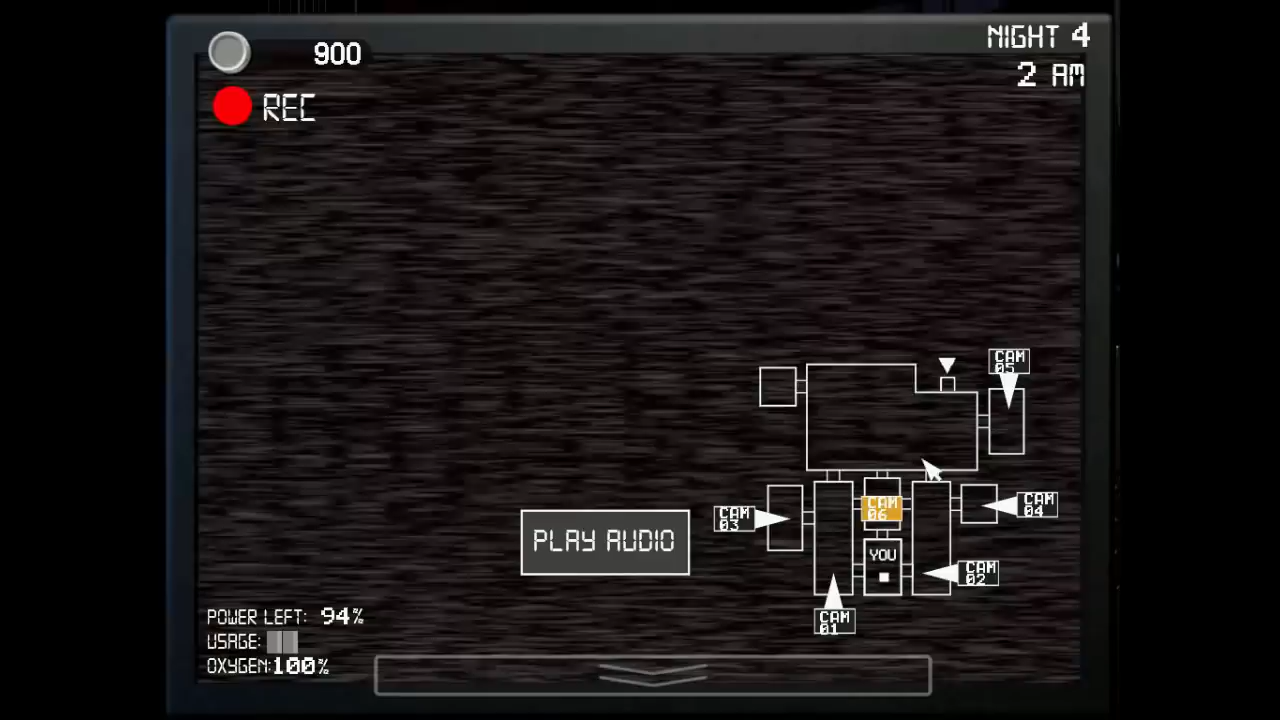 900
NIGHT 4
2 AM
REC
CAM
05
CAM
06
CAM
04
CAM
03
PLAY AUDIO
YOU
CAM
02
CAM
01
POWER LEFT: 94%
USAGE:
OXYGEN:100%